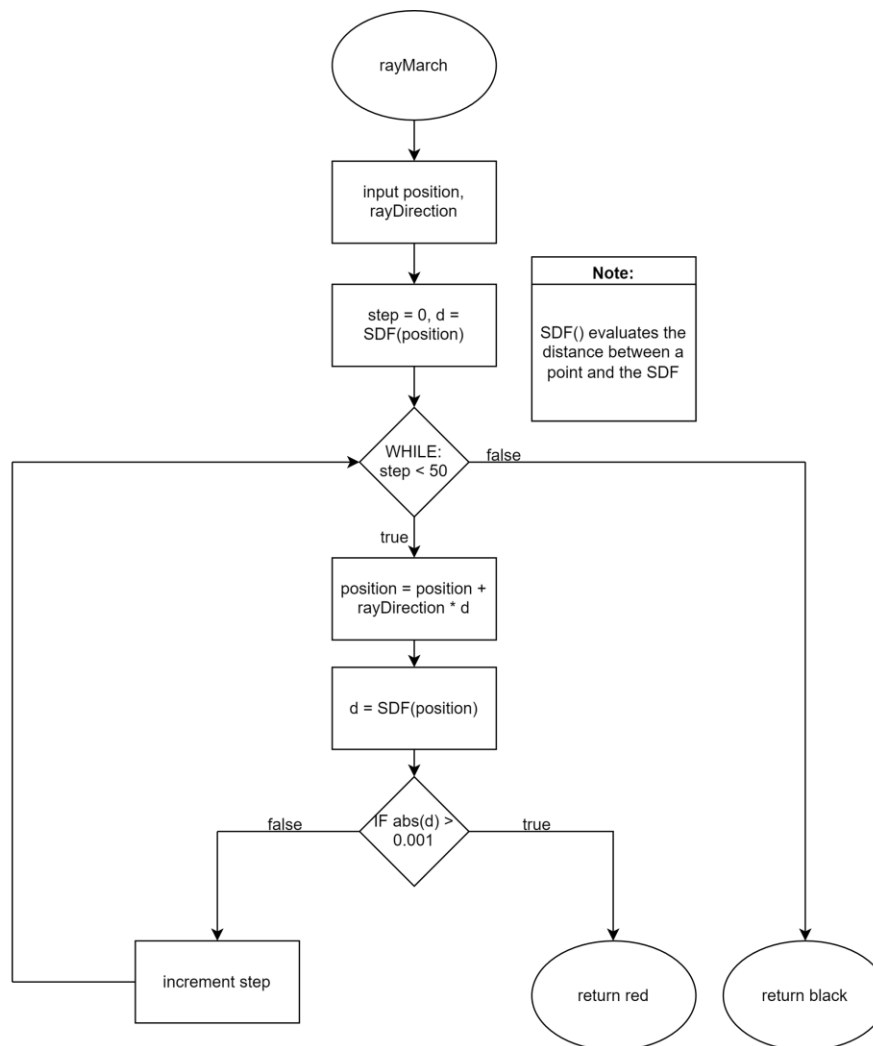 rayMarch
input position,
rayDirection
step = 0, d =
SDF(position)
Note:
SDF() evaluates the
distance between a
point and the SDF
WHILE:
step < 50
false
true
position = position +
rayDirection * d
d = SDF(position)
IF abs(d) >
0.001
false
true
increment step
return red
return black